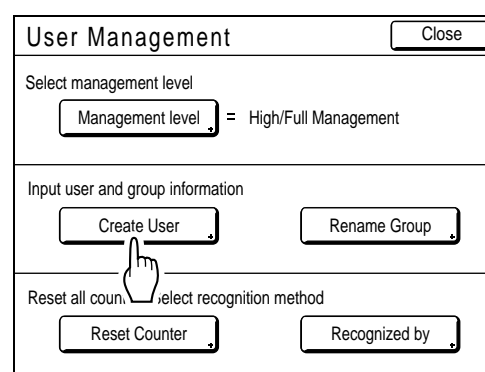 User Management Close
Select management level
Management level = High/Full Management
Input user and group information
Create User Rename Group
Reset all select recognition method
Reset Counter Recognized by